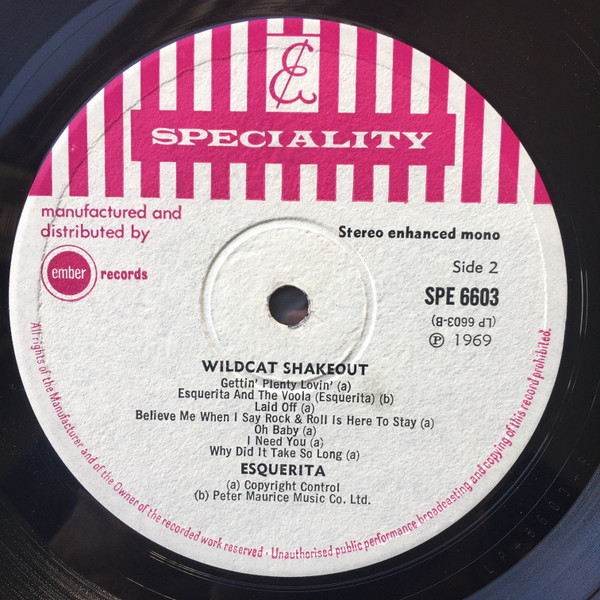 SPECIALITY
manufactured and
distributed by
ember records
Stereo enhanced mono
Side 2
SPE 6603
(LP 6603-B)
Ⓟ 1969
WILDCAT SHAKEOUT
Gettin' Plenty Lovin' (a)
Esquerita And The Voola (Esquerita) (b)
Laid Off (a)
Believe Me When I Say Rock & Roll Is Here To Stay (a)
Oh Baby (a)
I Need You (a)
Why Did It Take So Long (a)
ESQUERITA
(a) Copyright Control
(b) Peter Maurice Music Co. Ltd.
All rights of the Manufacturer and of the Owner of the recorded work reserved · Unauthorised public performance broadcasting and copying of this record prohibited.